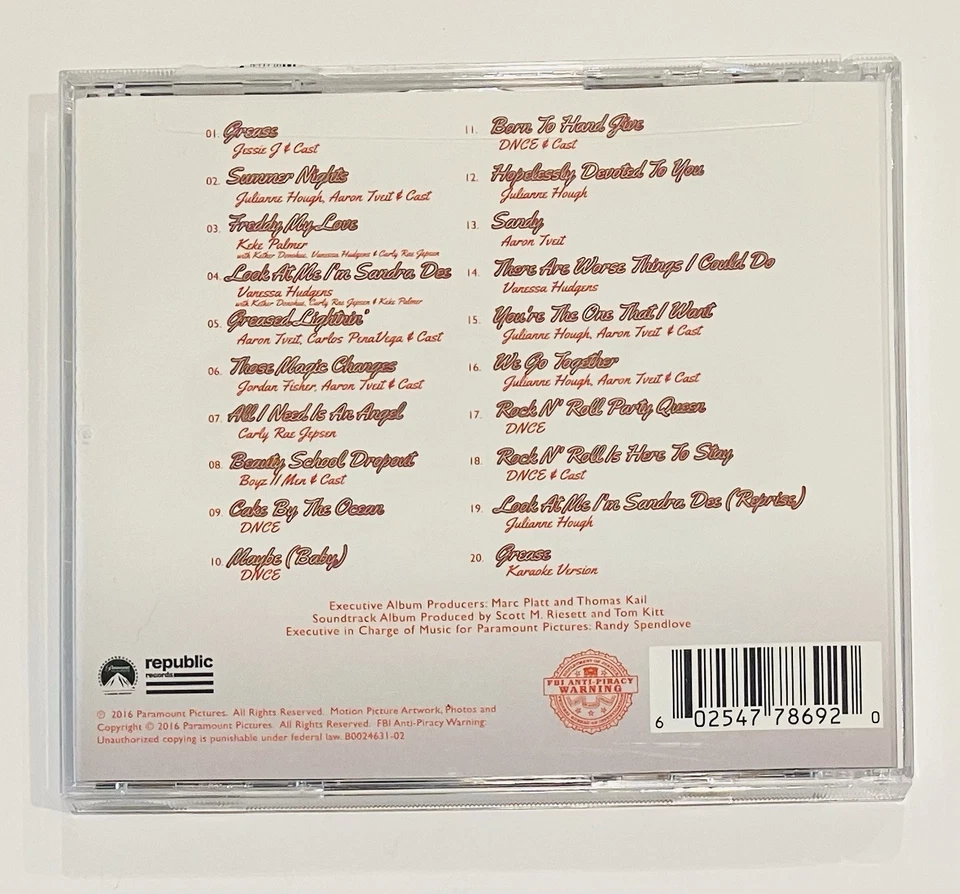 01. Grease
Jessie J & Cast
02. Summer Nights
Julianne Hough, Aaron Tveit & Cast
03. Freddy My Love
Keke Palmer
with Kether Donohue, Vanessa Hudgens & Carly Rae Jepsen
04. Look At Me I'm Sandra Dee
Vanessa Hudgens
with Kether Donohue, Carly Rae Jepsen & Keke Palmer
05. Greased Lightnin'
Aaron Tveit, Carlos PenaVega & Cast
06. Those Magic Changes
Jordan Fisher, Aaron Tveit & Cast
07. All I Need Is An Angel
Carly Rae Jepsen
08. Beauty School Dropout
Boyz II Men & Cast
09. Cake By The Ocean
DNCE
10. Maybe (Baby)
DNCE
11. Born To Hand Jive
DNCE & Cast
12. Hopelessly Devoted To You
Julianne Hough
13. Sandy
Aaron Tveit
14. There Are Worse Things I Could Do
Vanessa Hudgens
15. You're The One That I Want
Julianne Hough, Aaron Tveit & Cast
16. We Go Together
Julianne Hough, Aaron Tveit & Cast
17. Rock N' Roll Party Queen
DNCE
18. Rock N' Roll Is Here To Stay
DNCE & Cast
19. Look At Me I'm Sandra Dee (Reprise)
Julianne Hough
20. Grease
Karaoke Version
Executive Album Producers: Marc Platt and Thomas Kail
Soundtrack Album Produced by Scott M. Riesett and Tom Kitt
Executive in Charge of Music for Paramount Pictures: Randy Spendlove
Paramount
republic
records
FBI ANTI-PIRACY
WARNING
6 02547 78692 0
℗ 2016 Paramount Pictures. All Rights Reserved. Motion Picture Artwork, Photos and
Copyright © 2016 Paramount Pictures. All Rights Reserved. FBI Anti-Piracy Warning:
Unauthorized copying is punishable under federal law. B0024631-02